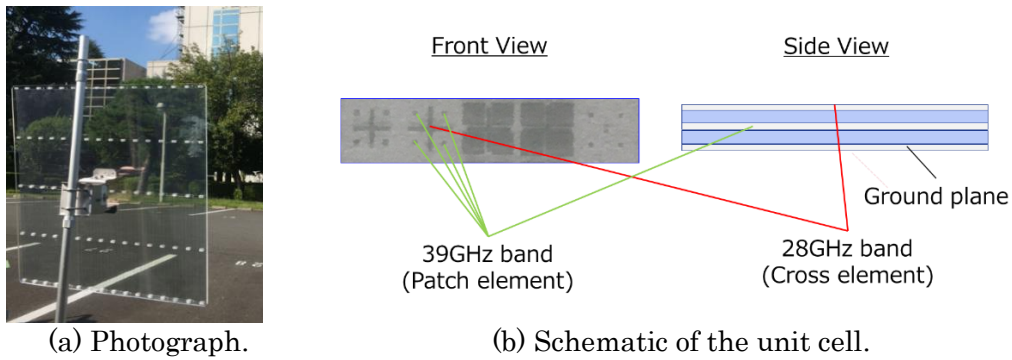 Front View
Side View
Ground plane
39GHz band
(Patch element)
28GHz band
(Cross element)
(a) Photograph.
(b) Schematic of the unit cell.